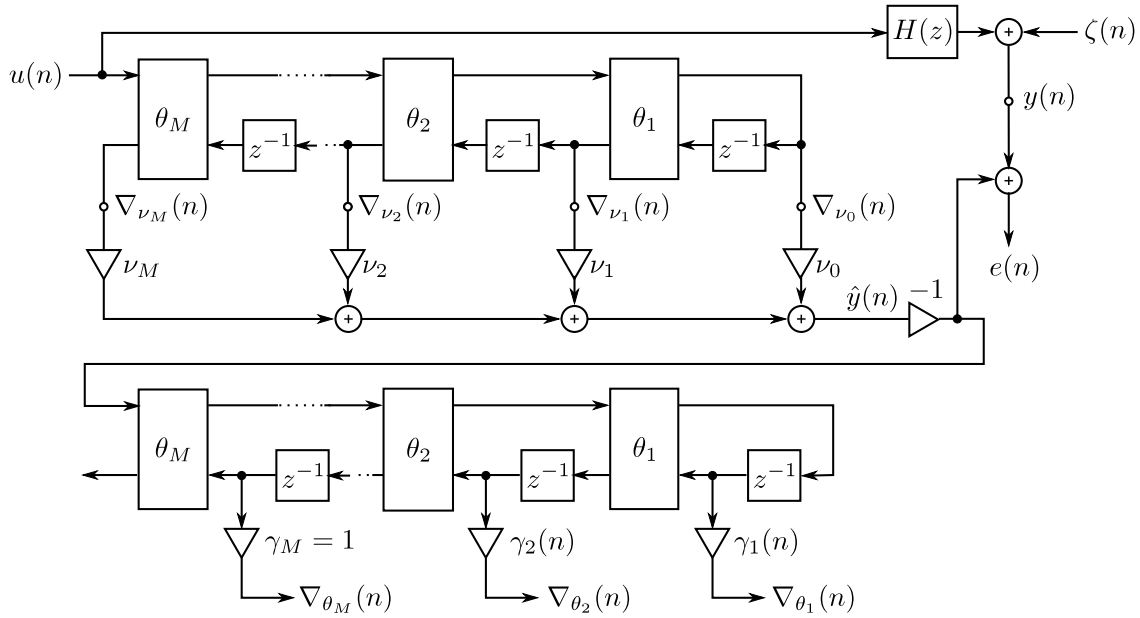 H(z) + ζ(n)
u(n)
θ_M θ_2 θ_1
y(n)
z^{-1} z^{-1} z^{-1}
+
∇_{ν_M}(n) ∇_{ν_2}(n) ∇_{ν_1}(n) ∇_{ν_0}(n)
ν_M ν_2 ν_1 ν_0
e(n)
+ + + ŷ(n) −1
θ_M θ_2 θ_1
z^{-1} z^{-1} z^{-1}
γ_M = 1 γ_2(n) γ_1(n)
∇_{θ_M}(n) ∇_{θ_2}(n) ∇_{θ_1}(n)